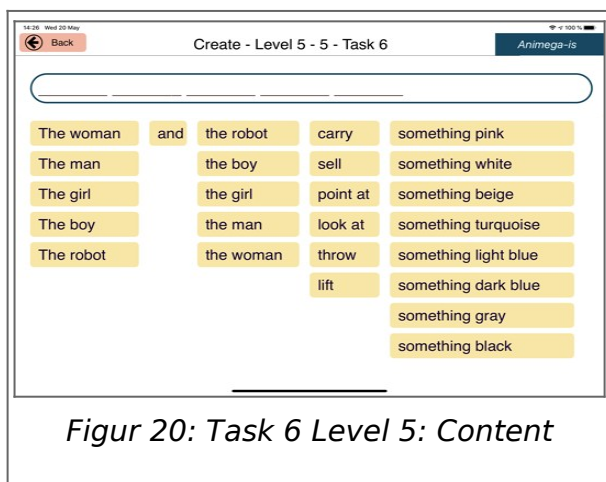 14:26 Wed 20 May 100 %
Back Create - Level 5 - 5 - Task 6 Animega-is
The woman and the robot carry something pink
The man the boy sell something white
The girl the girl point at something beige
The boy the man look at something turquoise
The robot the woman throw something light blue
lift something dark blue
something gray
something black
Figur 20: Task 6 Level 5: Content